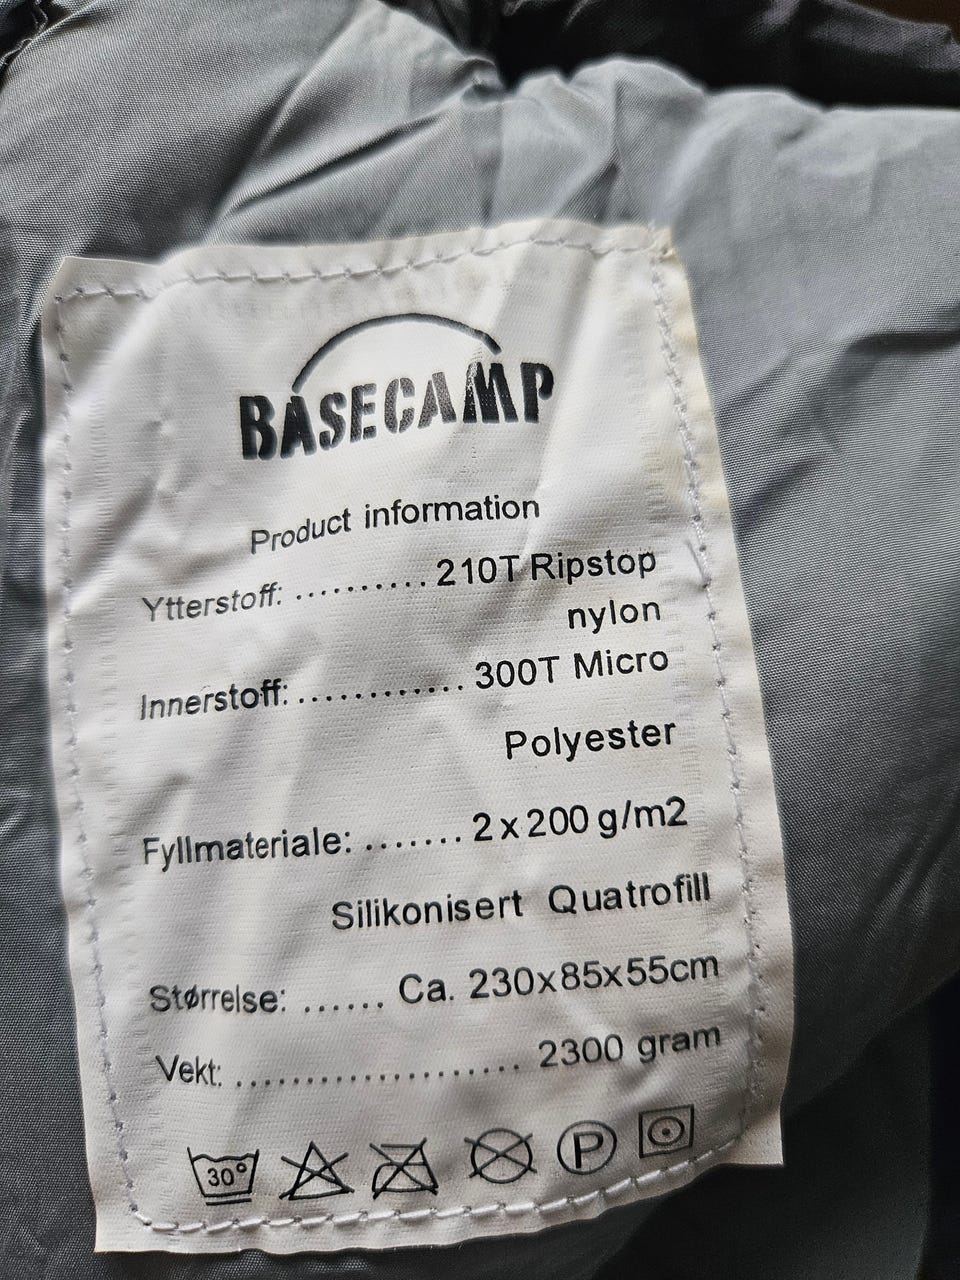 BASECAMP
Product information
Ytterstoff: .......... 210T Ripstop
nylon
Innerstoff: ............ 300T Micro
Polyester
Fyllmateriale: ....... 2 x 200 g/m2
Silikonisert Quatrofill
Størrelse: ...... Ca. 230x85x55cm
Vekt: .................... 2300 gram
30° P